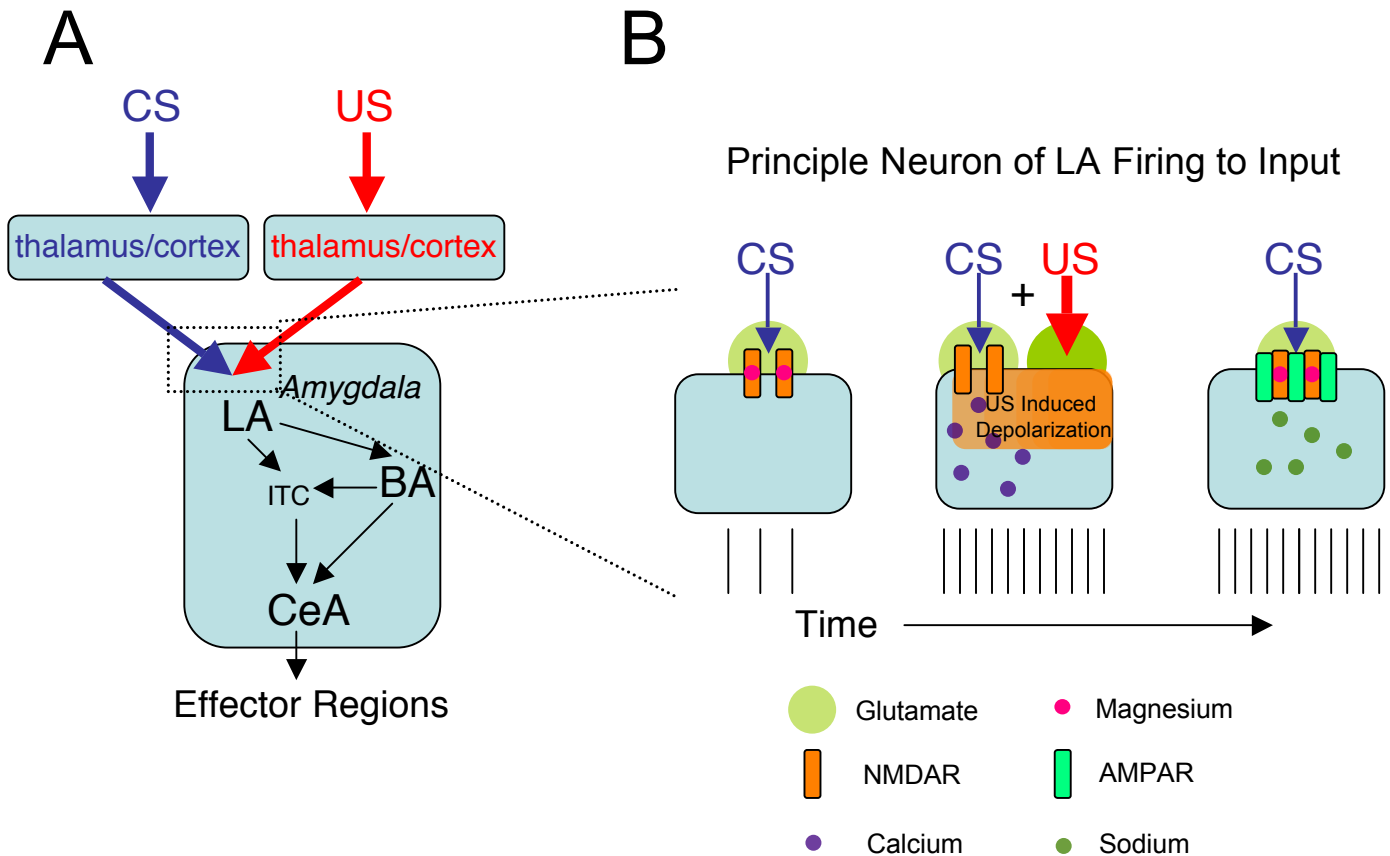 A
CS
US
thalamus/cortex
thalamus/cortex
Amygdala
LA
ITC
BA
CeA
Effector Regions
B
Principle Neuron of LA Firing to Input
CS
CS
+
US
CS
US Induced
Depolarization
Time
Glutamate
Magnesium
NMDAR
AMPAR
Calcium
Sodium